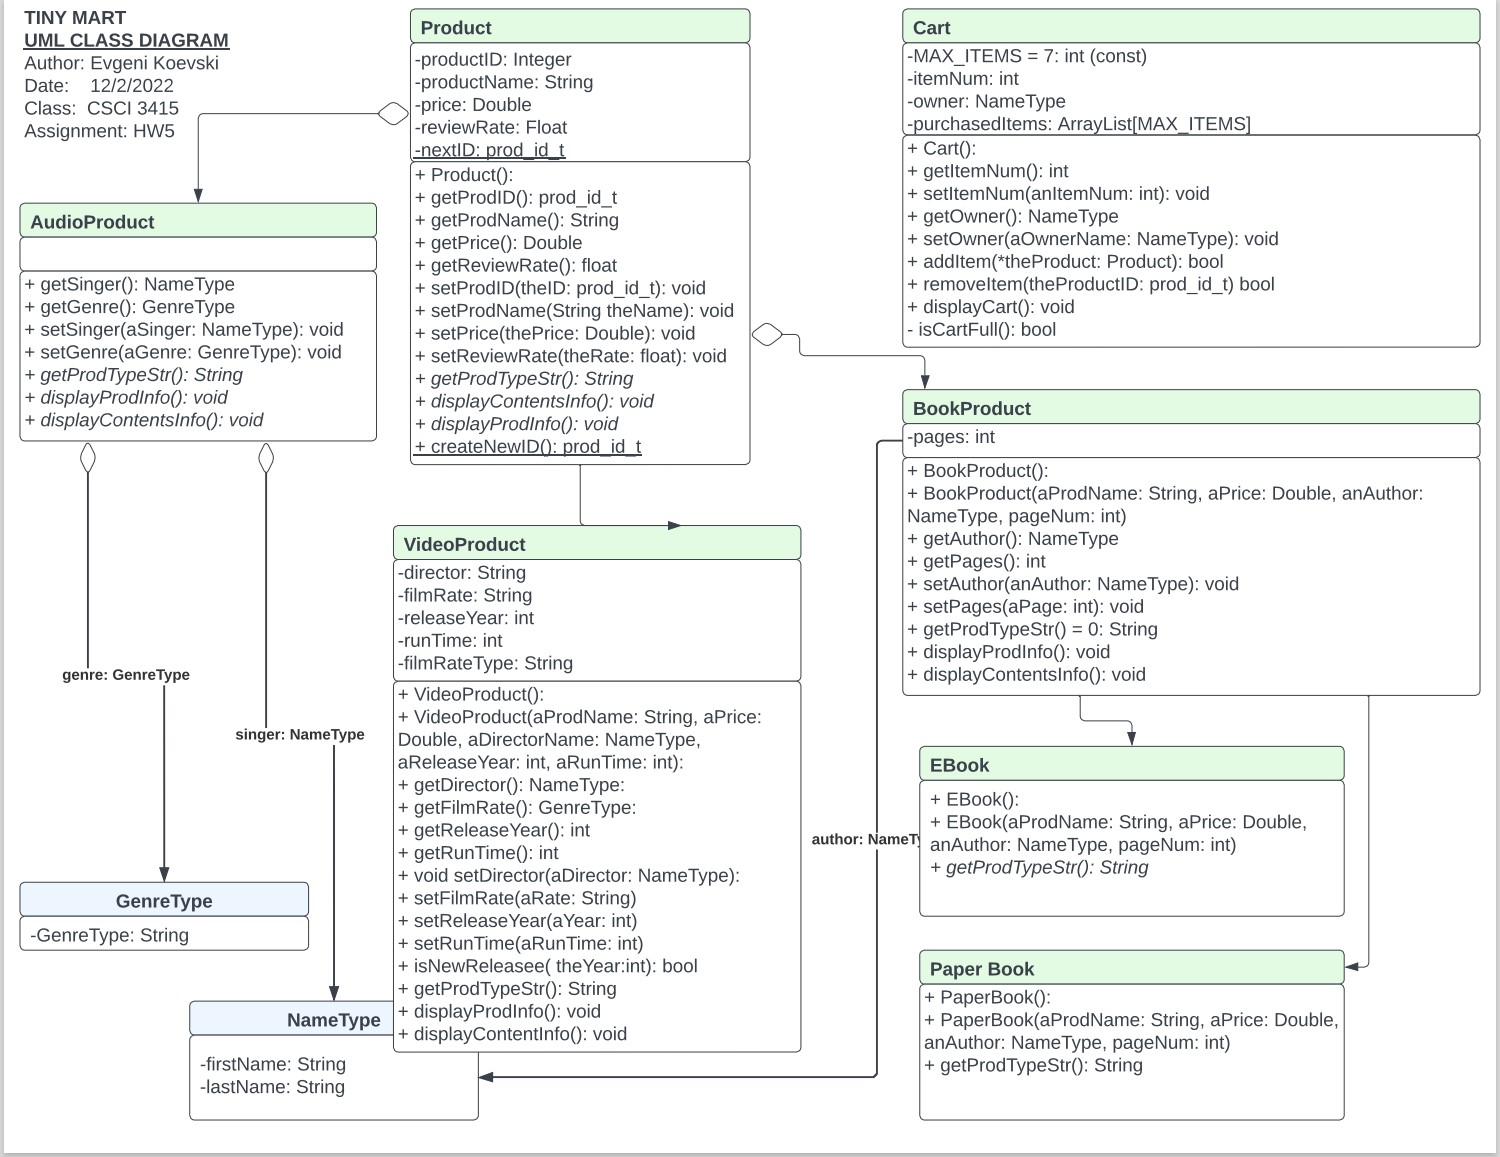 TINY MART
UML CLASS DIAGRAM
Author: Evgeni Koevski
Date: 12/2/2022
Class: CSCI 3415
Assignment: HW5
Product
-productID: Integer
-productName: String
-price: Double
-reviewRate: Float
-nextID: prod_id_t
+ Product():
+ getProdID(): prod_id_t
+ getProdName(): String
+ getPrice(): Double
+ getReviewRate(): float
+ setProdID(theID: prod_id_t): void
+ setProdName(String theName): void
+ setPrice(thePrice: Double): void
+ setReviewRate(theRate: float): void
+ getProdTypeStr(): String
+ displayContentsInfo(): void
+ displayProdInfo(): void
+ createNewID(): prod_id_t
Cart
-MAX_ITEMS = 7: int (const)
-itemNum: int
-owner: NameType
-purchasedItems: ArrayList[MAX_ITEMS]
+ Cart():
+ getItemNum(): int
+ setItemNum(anItemNum: int): void
+ getOwner(): NameType
+ setOwner(aOwnerName: NameType): void
+ addItem(*theProduct: Product): bool
+ removeItem(theProductID: prod_id_t) bool
+ displayCart(): void
- isCartFull(): bool
AudioProduct
+ getSinger(): NameType
+ getGenre(): GenreType
+ setSinger(aSinger: NameType): void
+ setGenre(aGenre: GenreType): void
+ getProdTypeStr(): String
+ displayProdInfo(): void
+ displayContentsInfo(): void
BookProduct
-pages: int
+ BookProduct():
+ BookProduct(aProdName: String, aPrice: Double, anAuthor:
NameType, pageNum: int)
+ getAuthor(): NameType
+ getPages(): int
+ setAuthor(anAuthor: NameType): void
+ setPages(aPage: int): void
+ getProdTypeStr() = 0: String
+ displayProdInfo(): void
+ displayContentsInfo(): void
VideoProduct
-director: String
-filmRate: String
-releaseYear: int
-runTime: int
-filmRateType: String
+ VideoProduct():
+ VideoProduct(aProdName: String, aPrice:
Double, aDirectorName: NameType,
aReleaseYear: int, aRunTime: int):
+ getDirector(): NameType:
+ getFilmRate(): GenreType:
+ getReleaseYear(): int
+ getRunTime(): int
+ void setDirector(aDirector: NameType):
+ setFilmRate(aRate: String)
+ setReleaseYear(aYear: int)
+ setRunTime(aRunTime: int)
+ isNewReleasee( theYear:int): bool
+ getProdTypeStr(): String
+ displayProdInfo(): void
+ displayContentInfo(): void
genre: GenreType
singer: NameType
author: NameTy
EBook
+ EBook():
+ EBook(aProdName: String, aPrice: Double,
anAuthor: NameType, pageNum: int)
+ getProdTypeStr(): String
GenreType
-GenreType: String
Paper Book
+ PaperBook():
+ PaperBook(aProdName: String, aPrice: Double,
anAuthor: NameType, pageNum: int)
+ getProdTypeStr(): String
NameType
-firstName: String
-lastName: String